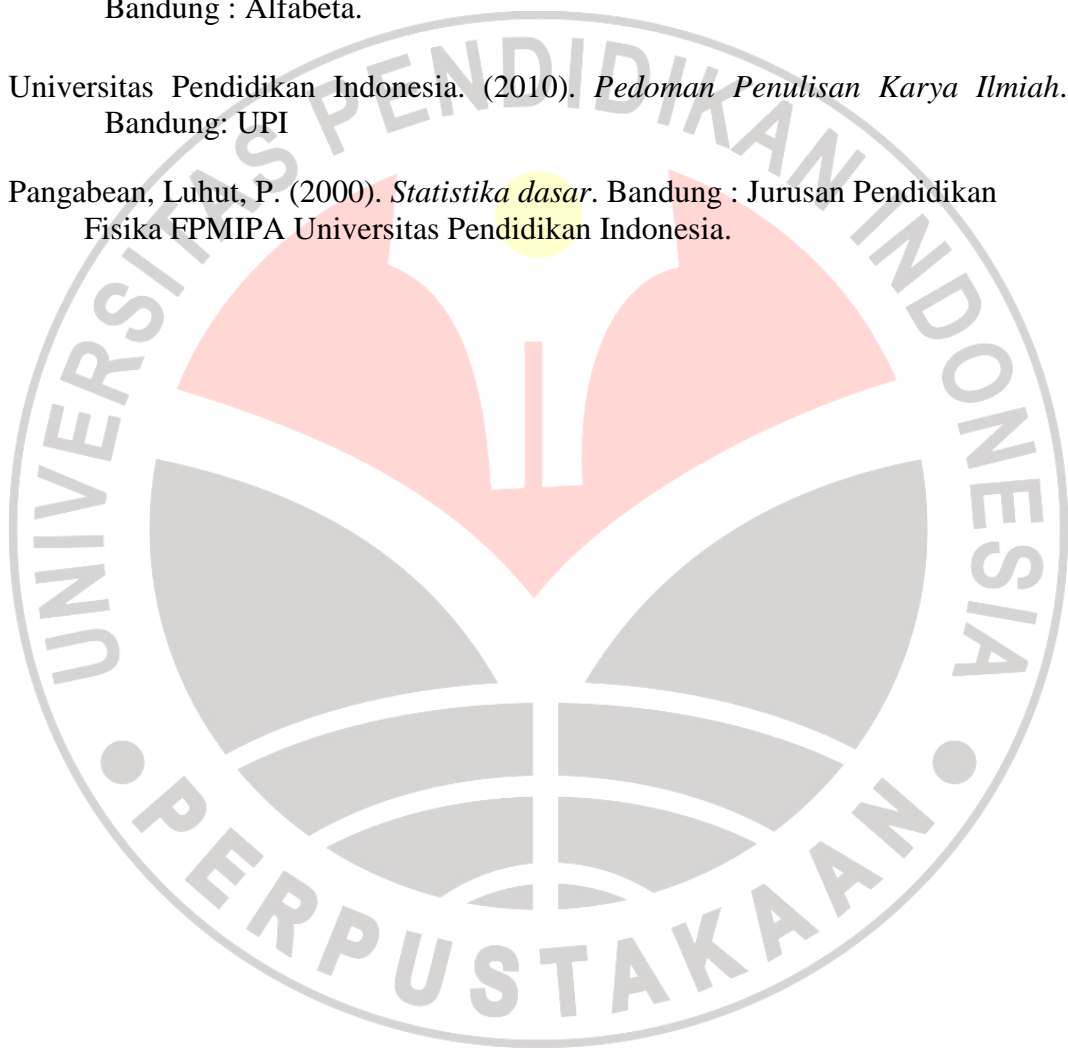 Bandung : Alfabeta.
Universitas Pendidikan Indonesia. (2010). Pedoman Penulisan Karya Ilmiah.
Bandung: UPI
Pangabean, Luhut, P. (2000). Statistika dasar. Bandung : Jurusan Pendidikan
Fisika FPMIPA Universitas Pendidikan Indonesia.
UNIVERSITAS PENDIDIKAN INDONESIA
PERPUSTAKAAN